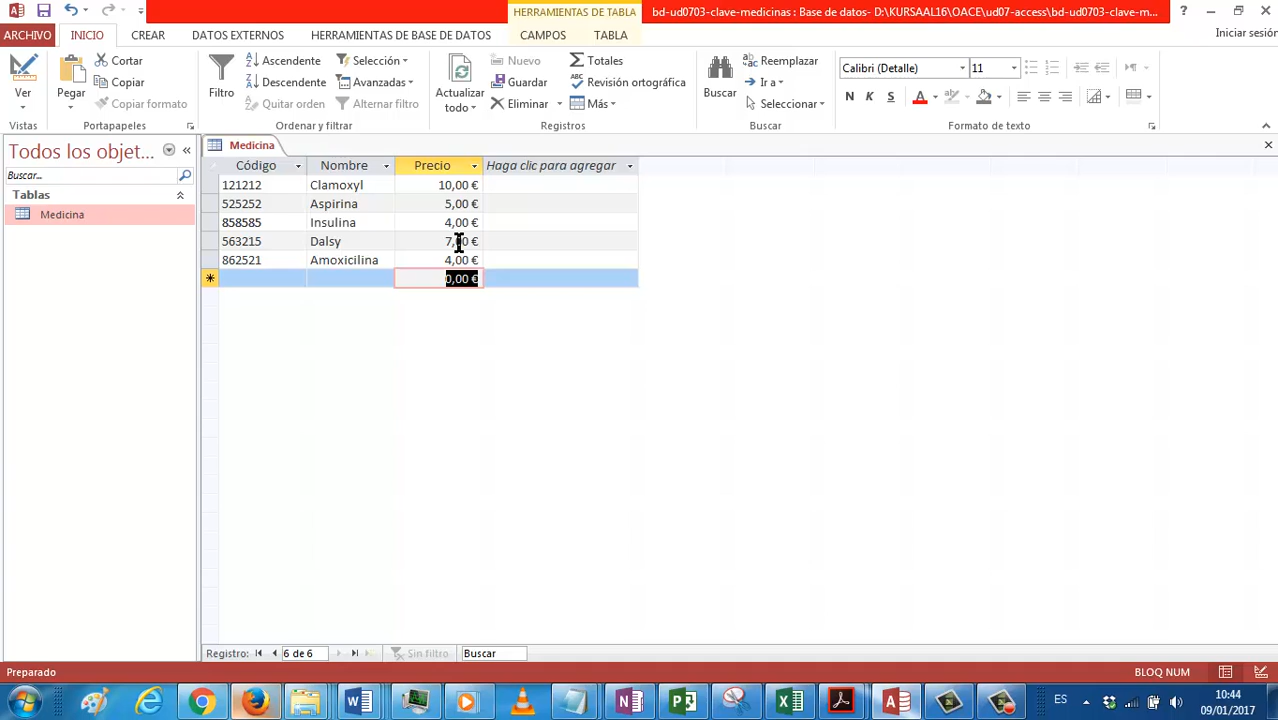 HERRAMIENTAS DE TABLA
bd-ud0703-clave-medicinas : Base de datos- D:\KURSAAL16\OACE\ud07-access\bd-ud0703-clave-m...
ARCHIVO INICIO CREAR DATOS EXTERNOS HERRAMIENTAS DE BASE DE DATOS CAMPOS TABLA Iniciar sesión
Ver
Vistas
Pegar
Cortar
Copiar
Copiar formato
Portapapeles
Filtro
Ascendente
Descendente
Quitar orden
Selección
Avanzadas
Alternar filtro
Ordenar y filtrar
Actualizar
todo
Nuevo
Guardar
Eliminar
Totales
Revisión ortográfica
Más
Registros
Buscar
Reemplazar
Ir a
Seleccionar
Buscar
Calibri (Detalle) 11
N K S
Formato de texto
Todos los objet...
Buscar...
Tablas
Medicina
Medicina
Código Nombre Precio Haga clic para agregar
121212 Clamoxyl 10,00 €
525252 Aspirina 5,00 €
858585 Insulina 4,00 €
563215 Dalsy 7,00 €
862521 Amoxicilina 4,00 €
0,00 €
Registro: 6 de 6 Sin filtro Buscar
Preparado
BLOQ NUM
ES
10:44
09/01/2017